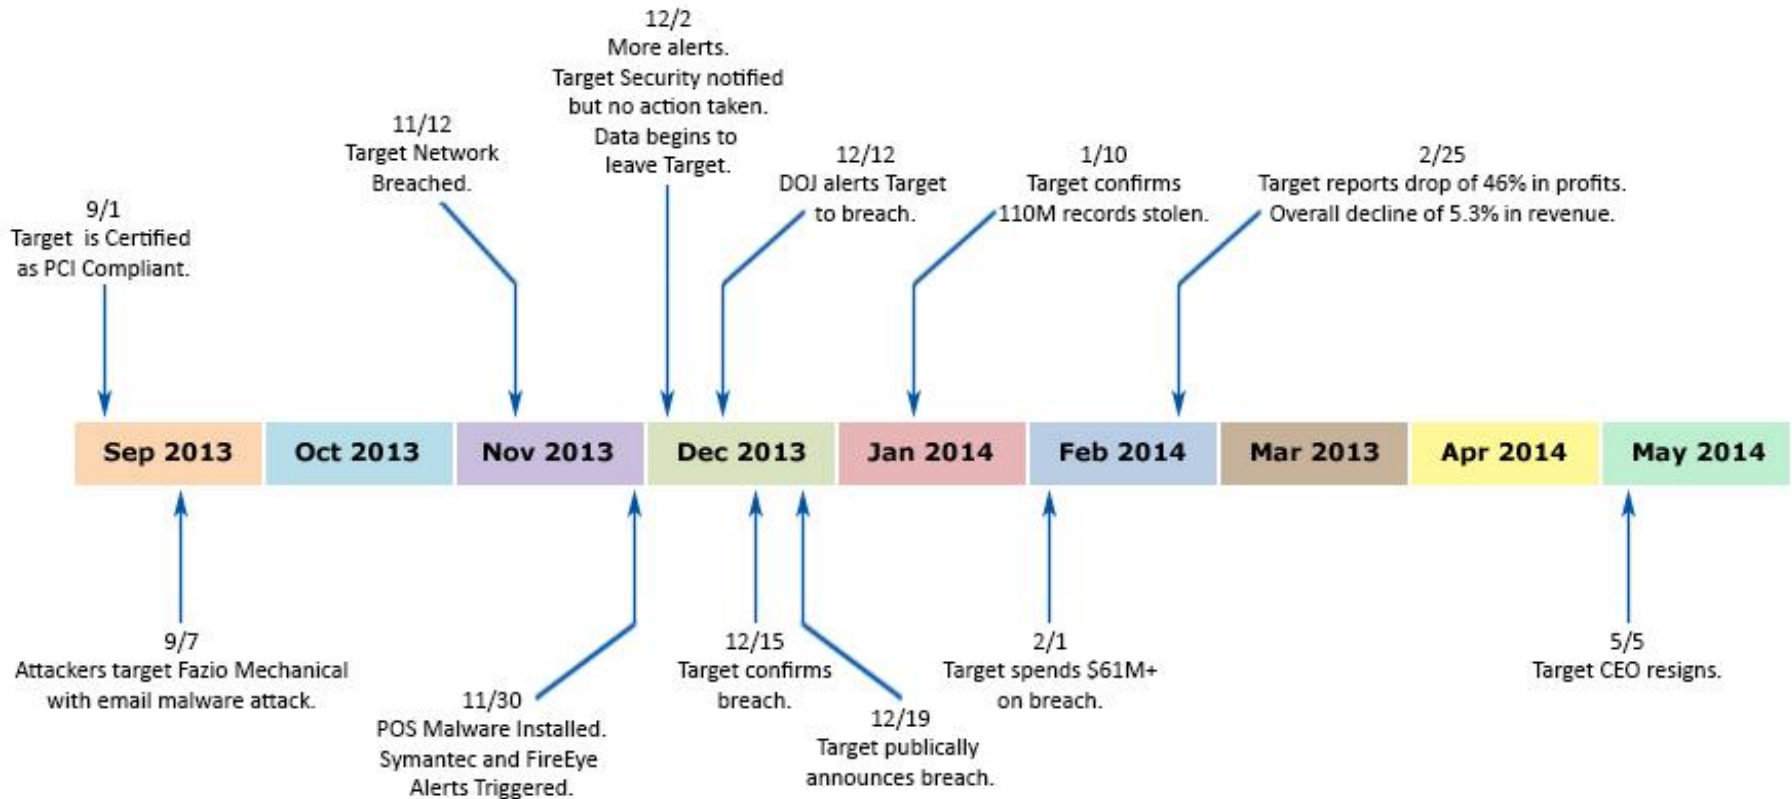 12/2
More alerts.
Target Security notified
but no action taken.
Data begins to
leave Target.
11/12
Target Network
Breached.
12/12
DOJ alerts Target
to breach.
1/10
Target confirms
110M records stolen.
2/25
Target reports drop of 46% in profits.
Overall decline of 5.3% in revenue.
9/1
Target is Certified
as PCI Compliant.
Sep 2013
Oct 2013
Nov 2013
Dec 2013
Jan 2014
Feb 2014
Mar 2013
Apr 2014
May 2014
9/7
Attackers target Fazio Mechanical
with email malware attack.
11/30
POS Malware Installed.
Symantec and FireEye
Alerts Triggered.
12/15
Target confirms
breach.
12/19
Target publically
announces breach.
2/1
Target spends $61M+
on breach.
5/5
Target CEO resigns.